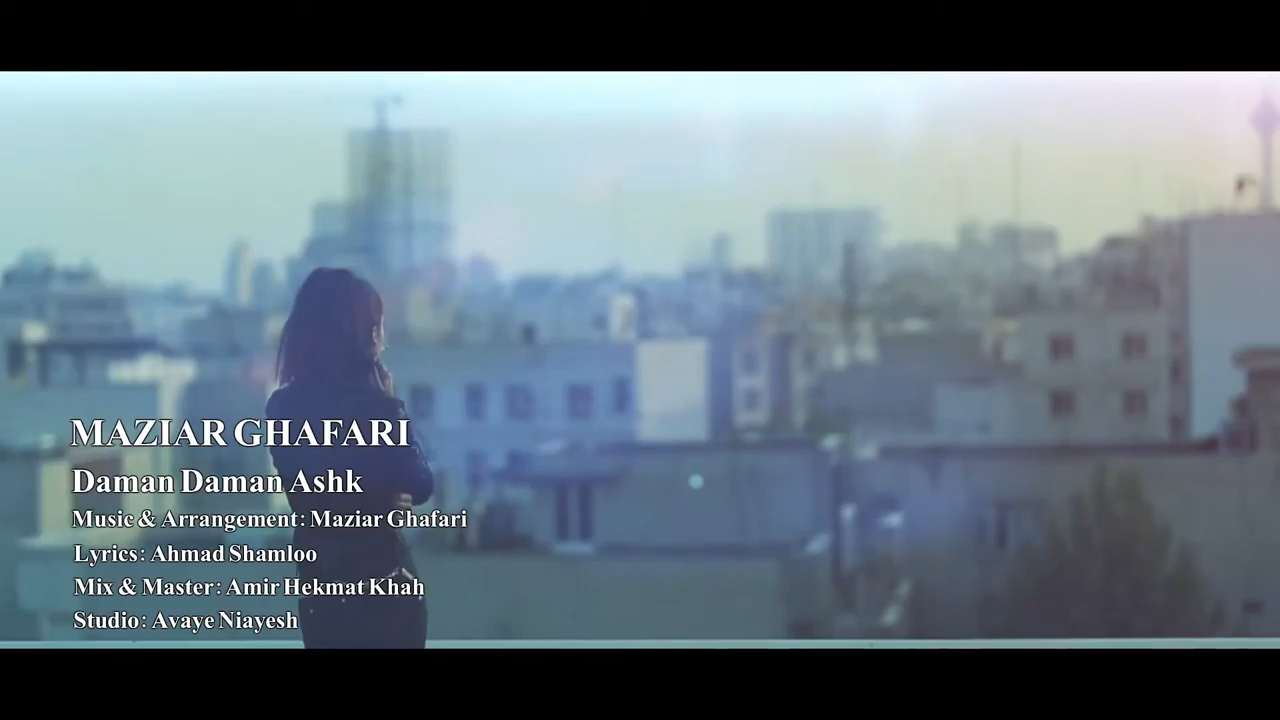 MAZIAR GHAFARI
Daman Daman Ashk
Music & Arrangement: Maziar Ghafari
Lyrics: Ahmad Shamloo
Mix & Master: Amir Hekmat Khah
Studio: Avaye Niayesh